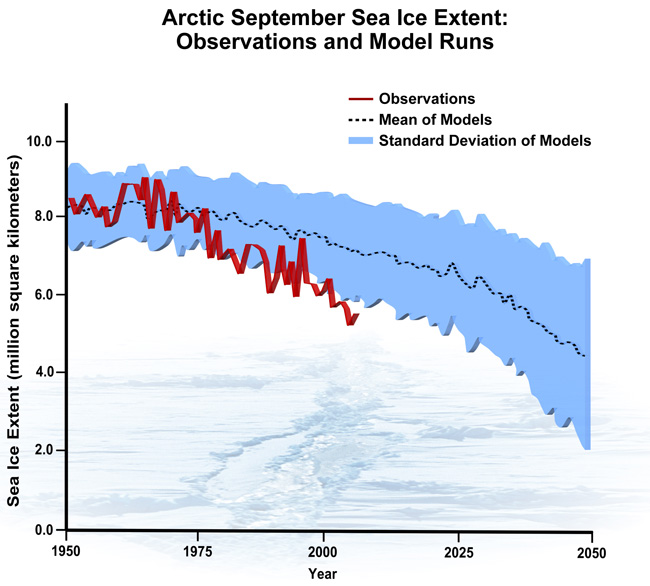 Arctic September Sea Ice Extent:
Observations and Model Runs
Observations
Mean of Models
Standard Deviation of Models
Sea Ice Extent (million square kilometers)
10.0
8.0
6.0
4.0
2.0
0.0
1950
1975
2000
2025
2050
Year